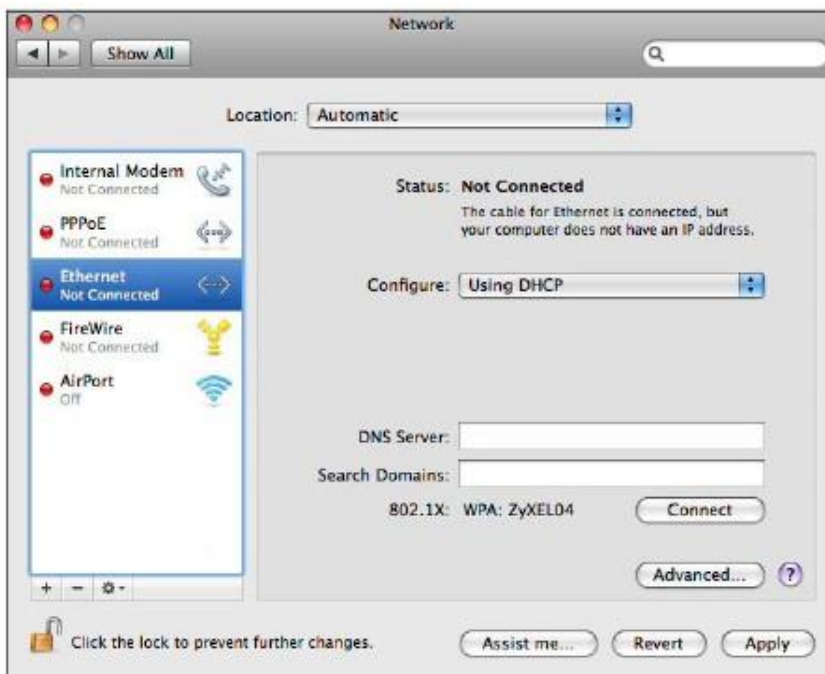 Network
Show All
Location: Automatic
Internal Modem
Not Connected
PPPoE
Not Connected
Ethernet
Not Connected
FireWire
Not Connected
AirPort
Off
Status: Not Connected
The cable for Ethernet is connected, but
your computer does not have an IP address.
Configure: Using DHCP
DNS Server:
Search Domains:
802.1X: WPA: ZyXEL04 Connect
Advanced... ?
+ −
Click the lock to prevent further changes.
Assist me... Revert Apply